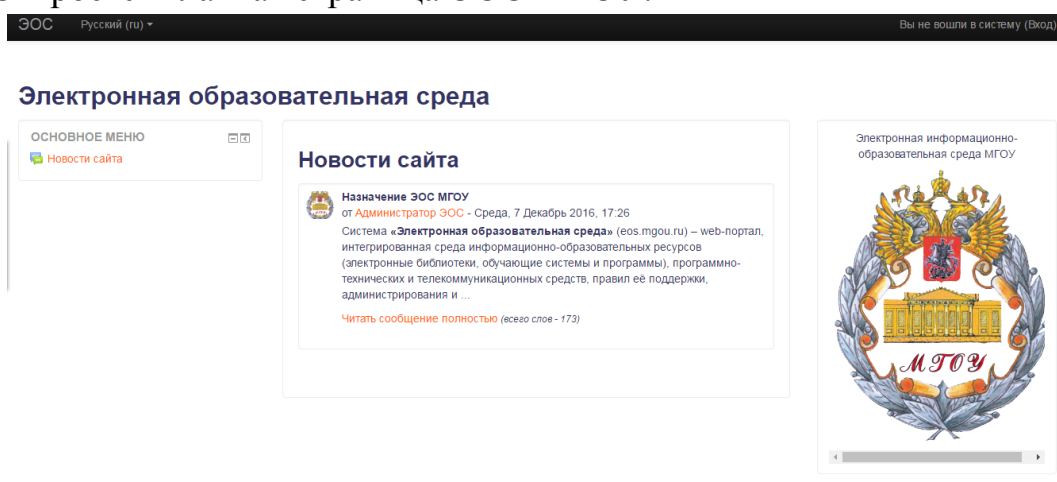 ЭОС Русский (ru) Вы не вошли в систему (Вход)
Электронная образовательная среда
ОСНОВНОЕ МЕНЮ
Новости сайта
Новости сайта
Назначение ЭОС МГОУ
от Администратор ЭОС - Среда, 7 Декабрь 2016, 17:26
Система «Электронная образовательная среда» (eos.mgou.ru) – web-портал,
интегрированная среда информационно-образовательных ресурсов
(электронные библиотеки, обучающие системы и программы), программно-
технических и телекоммуникационных средств, правил её поддержки,
администрирования и ...
Читать сообщение полностью (всего слов - 173)
Электронная информационно-
образовательная среда МГОУ
МГОУ